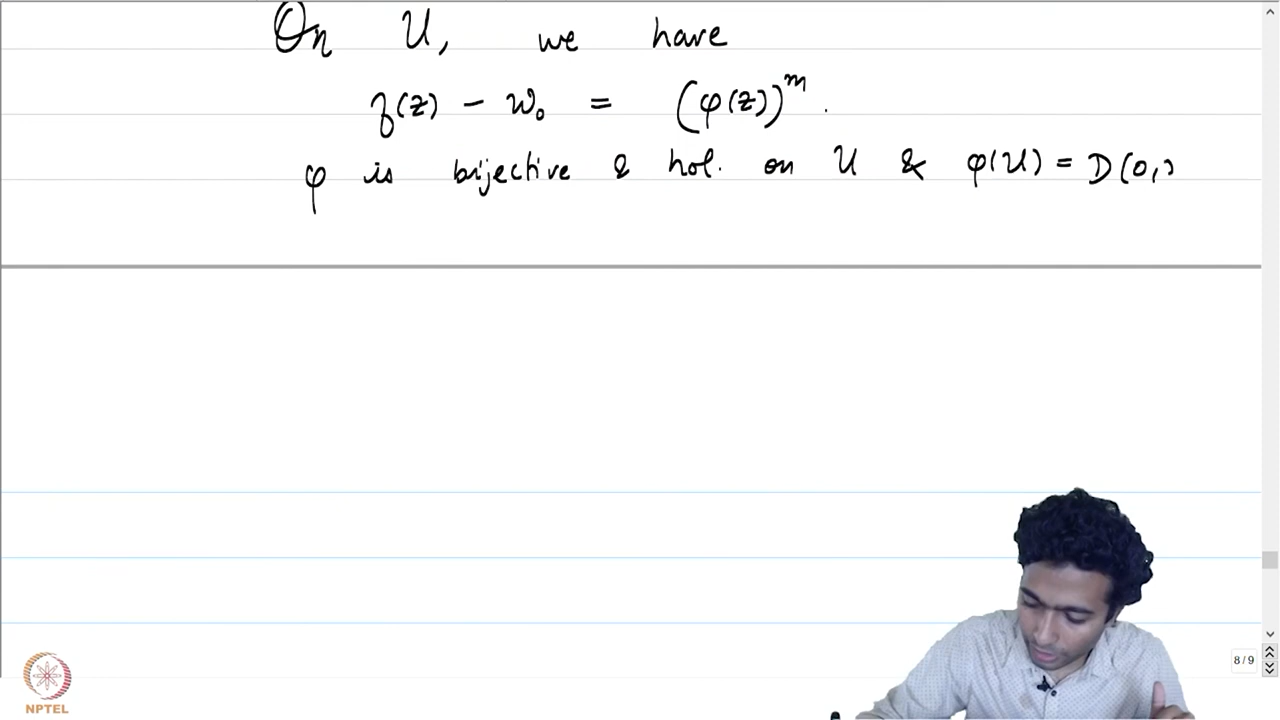 On U, we have
f(z) - w₀ = (φ(z))ᵐ.
φ is bijective & hol. on U & φ(U) = D(0,
8 / 9
NPTEL